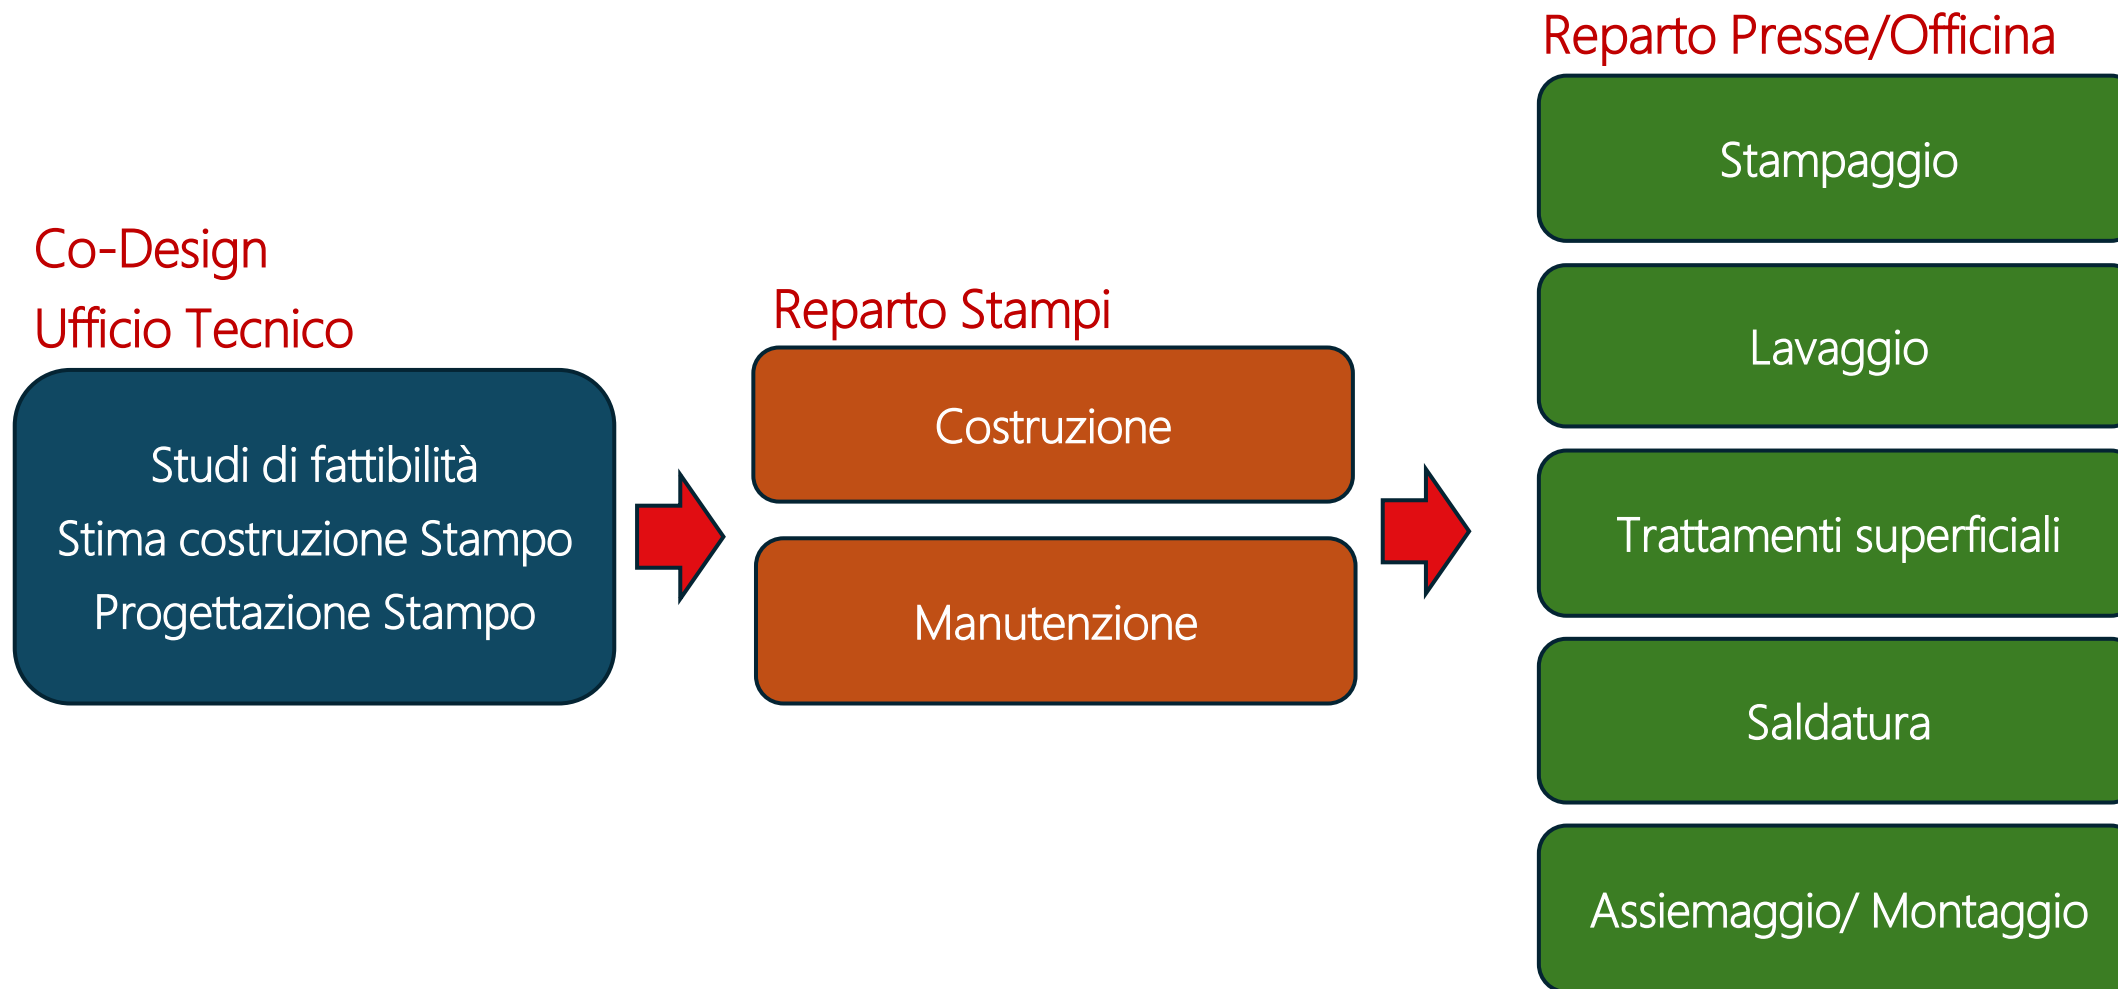 Co-Design
Ufficio Tecnico
Studi di fattibilità
Stima costruzione Stampo
Progettazione Stampo
Reparto Stampi
Costruzione
Manutenzione
Reparto Presse/Officina
Stampaggio
Lavaggio
Trattamenti superficiali
Saldatura
Assiemaggio/ Montaggio